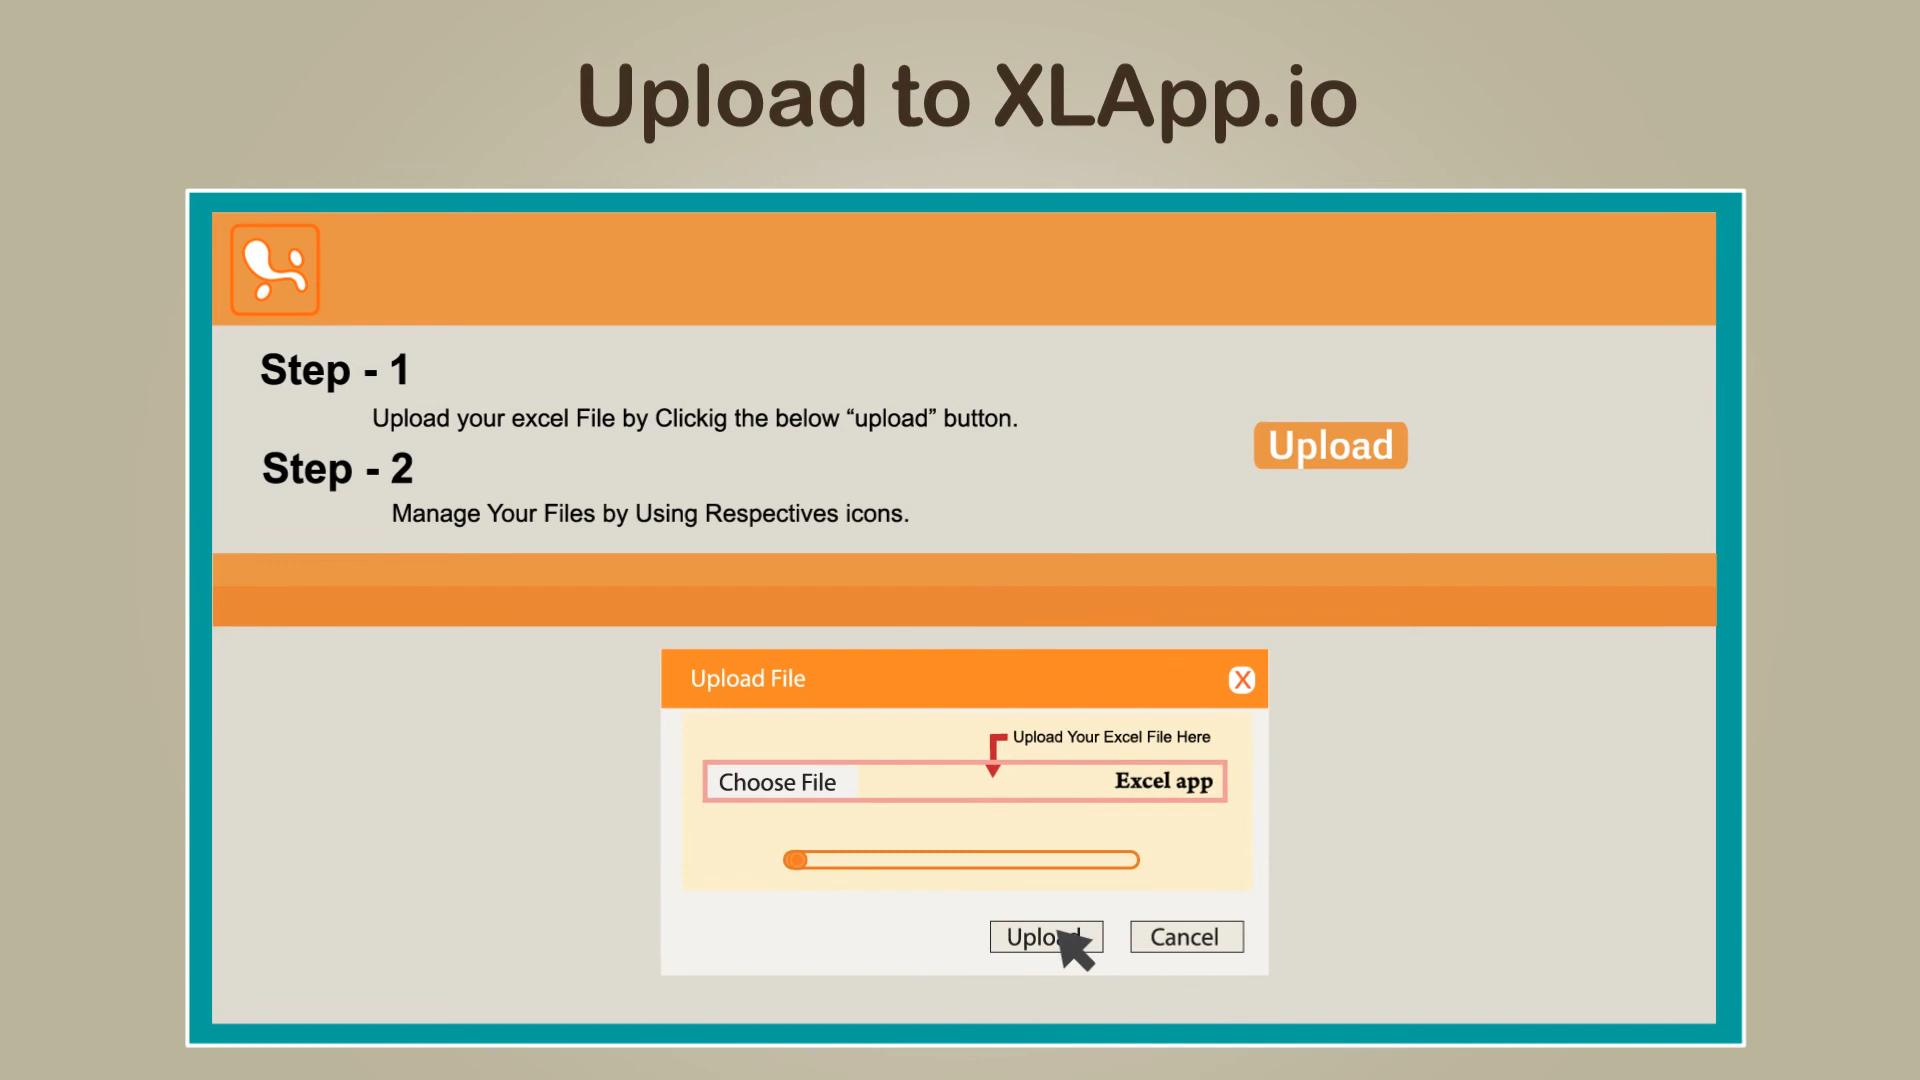 Upload to XLApp.io
Step - 1
Upload your excel File by Clickig the below “upload” button.
Upload
Step - 2
Manage Your Files by Using Respectives icons.
Upload File
X
Upload Your Excel File Here
Choose File
Excel app
Upload
Cancel